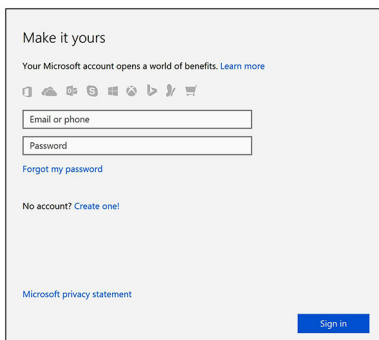 Make it yours
Your Microsoft account opens a world of benefits. Learn more
Email or phone
Password
Forgot my password
No account? Create one!
Microsoft privacy statement
Sign in